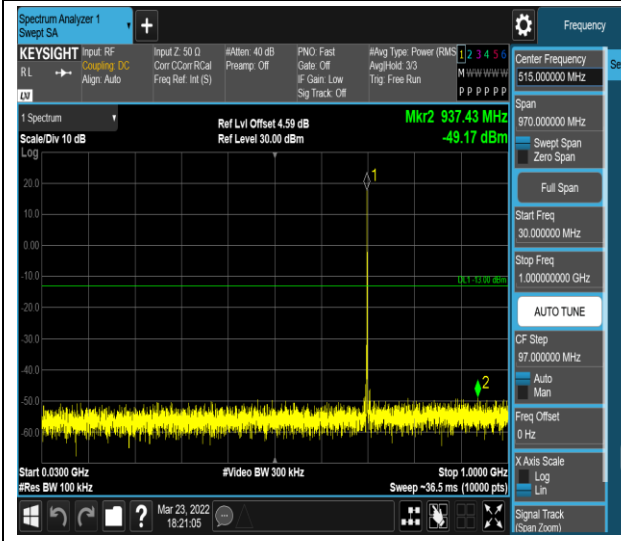 Spectrum Analyzer 1
Swept SA
Frequency
KEYSIGHT
RL
LXI
Input: RF
Coupling: DC
Align: Auto
Input Z: 50 Ω
Corr CCorr RCal
Freq Ref: Int (S)
#Atten: 40 dB
Preamp: Off
PNO: Fast
Gate: Off
IF Gain: Low
Sig Track: Off
#Avg Type: Power (RMS
Avg|Hold: 3/3
Trig: Free Run
1 2 3 4 5 6
M W W W W W
P P P P P P
1 Spectrum
Scale/Div 10 dB
Log
Ref Lvl Offset 4.59 dB
Ref Level 30.00 dBm
Mkr2 937.43 MHz
-49.17 dBm
1
20.0
10.0
0.00
-10.0
DL1 -13.00 dBm
-20.0
-30.0
-40.0
2
-50.0
-60.0
Start 0.0300 GHz
#Res BW 100 kHz
#Video BW 300 kHz
Stop 1.0000 GHz
Sweep ~36.5 ms (10000 pts)
Mar 23, 2022
18:21:05
Center Frequency
515.000000 MHz
Se
Span
970.000000 MHz
Swept Span
Zero Span
Full Span
Start Freq
30.000000 MHz
Stop Freq
1.000000000 GHz
AUTO TUNE
CF Step
97.000000 MHz
Auto
Man
Freq Offset
0 Hz
X Axis Scale
Log
Lin
Signal Track
(Span Zoom)